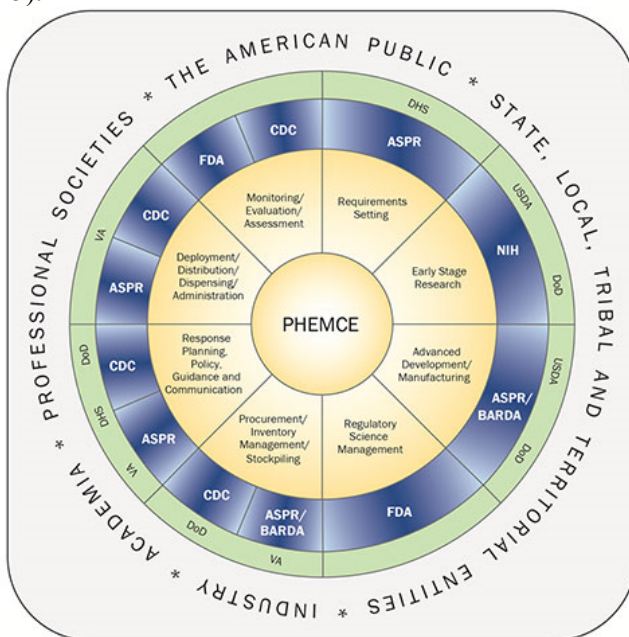 * THE AMERICAN PUBLIC * STATE, LOCAL, TRIBAL AND TERRITORIAL ENTITIES * INDUSTRY * ACADEMIA * PROFESSIONAL SOCIETIES
DHS
USDA
DoD
USDA
DoD
VA
DoD
VA
DHS
DoD
VA
ASPR
NIH
ASPR/
BARDA
FDA
ASPR/
BARDA
CDC
ASPR
CDC
ASPR
CDC
FDA
CDC
Requirements
Setting
Early Stage
Research
Advanced
Development/
Manufacturing
Regulatory
Science
Management
Procurement/
Inventory
Management/
Stockpiling
Response
Planning,
Policy,
Guidance and
Communication
Deployment/
Distribution/
Dispensing/
Administration
Monitoring/
Evaluation/
Assessment
PHEMCE